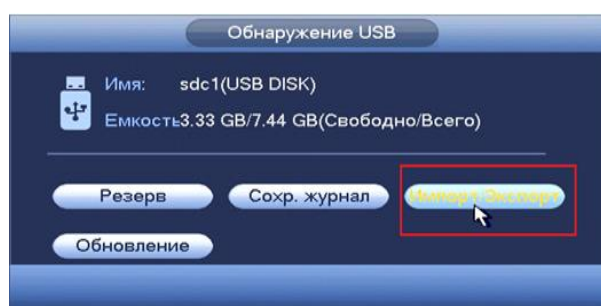 Обнаружение USB
Имя: sdc1(USB DISK)
Емкость3.33 GB/7.44 GB(Свободно/Всего)
Резерв Сохр. журнал Импорт/Экспорт
Обновление